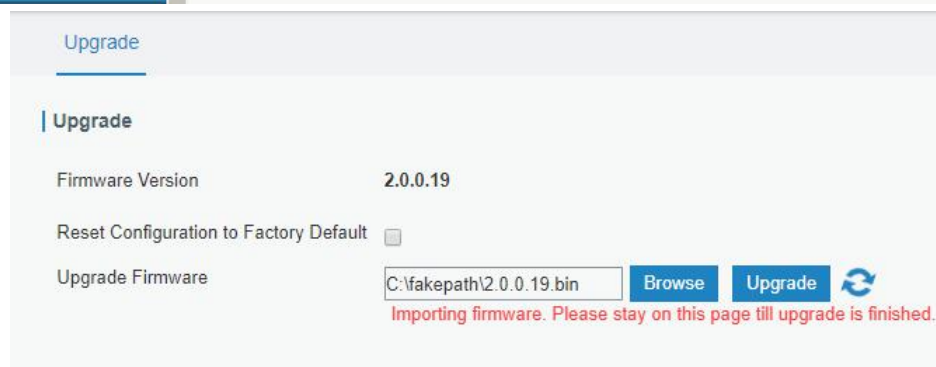 Upgrade
Upgrade
Firmware Version 2.0.0.19
Reset Configuration to Factory Default
Upgrade Firmware C:\fakepath\2.0.0.19.bin Browse Upgrade
Importing firmware. Please stay on this page till upgrade is finished.